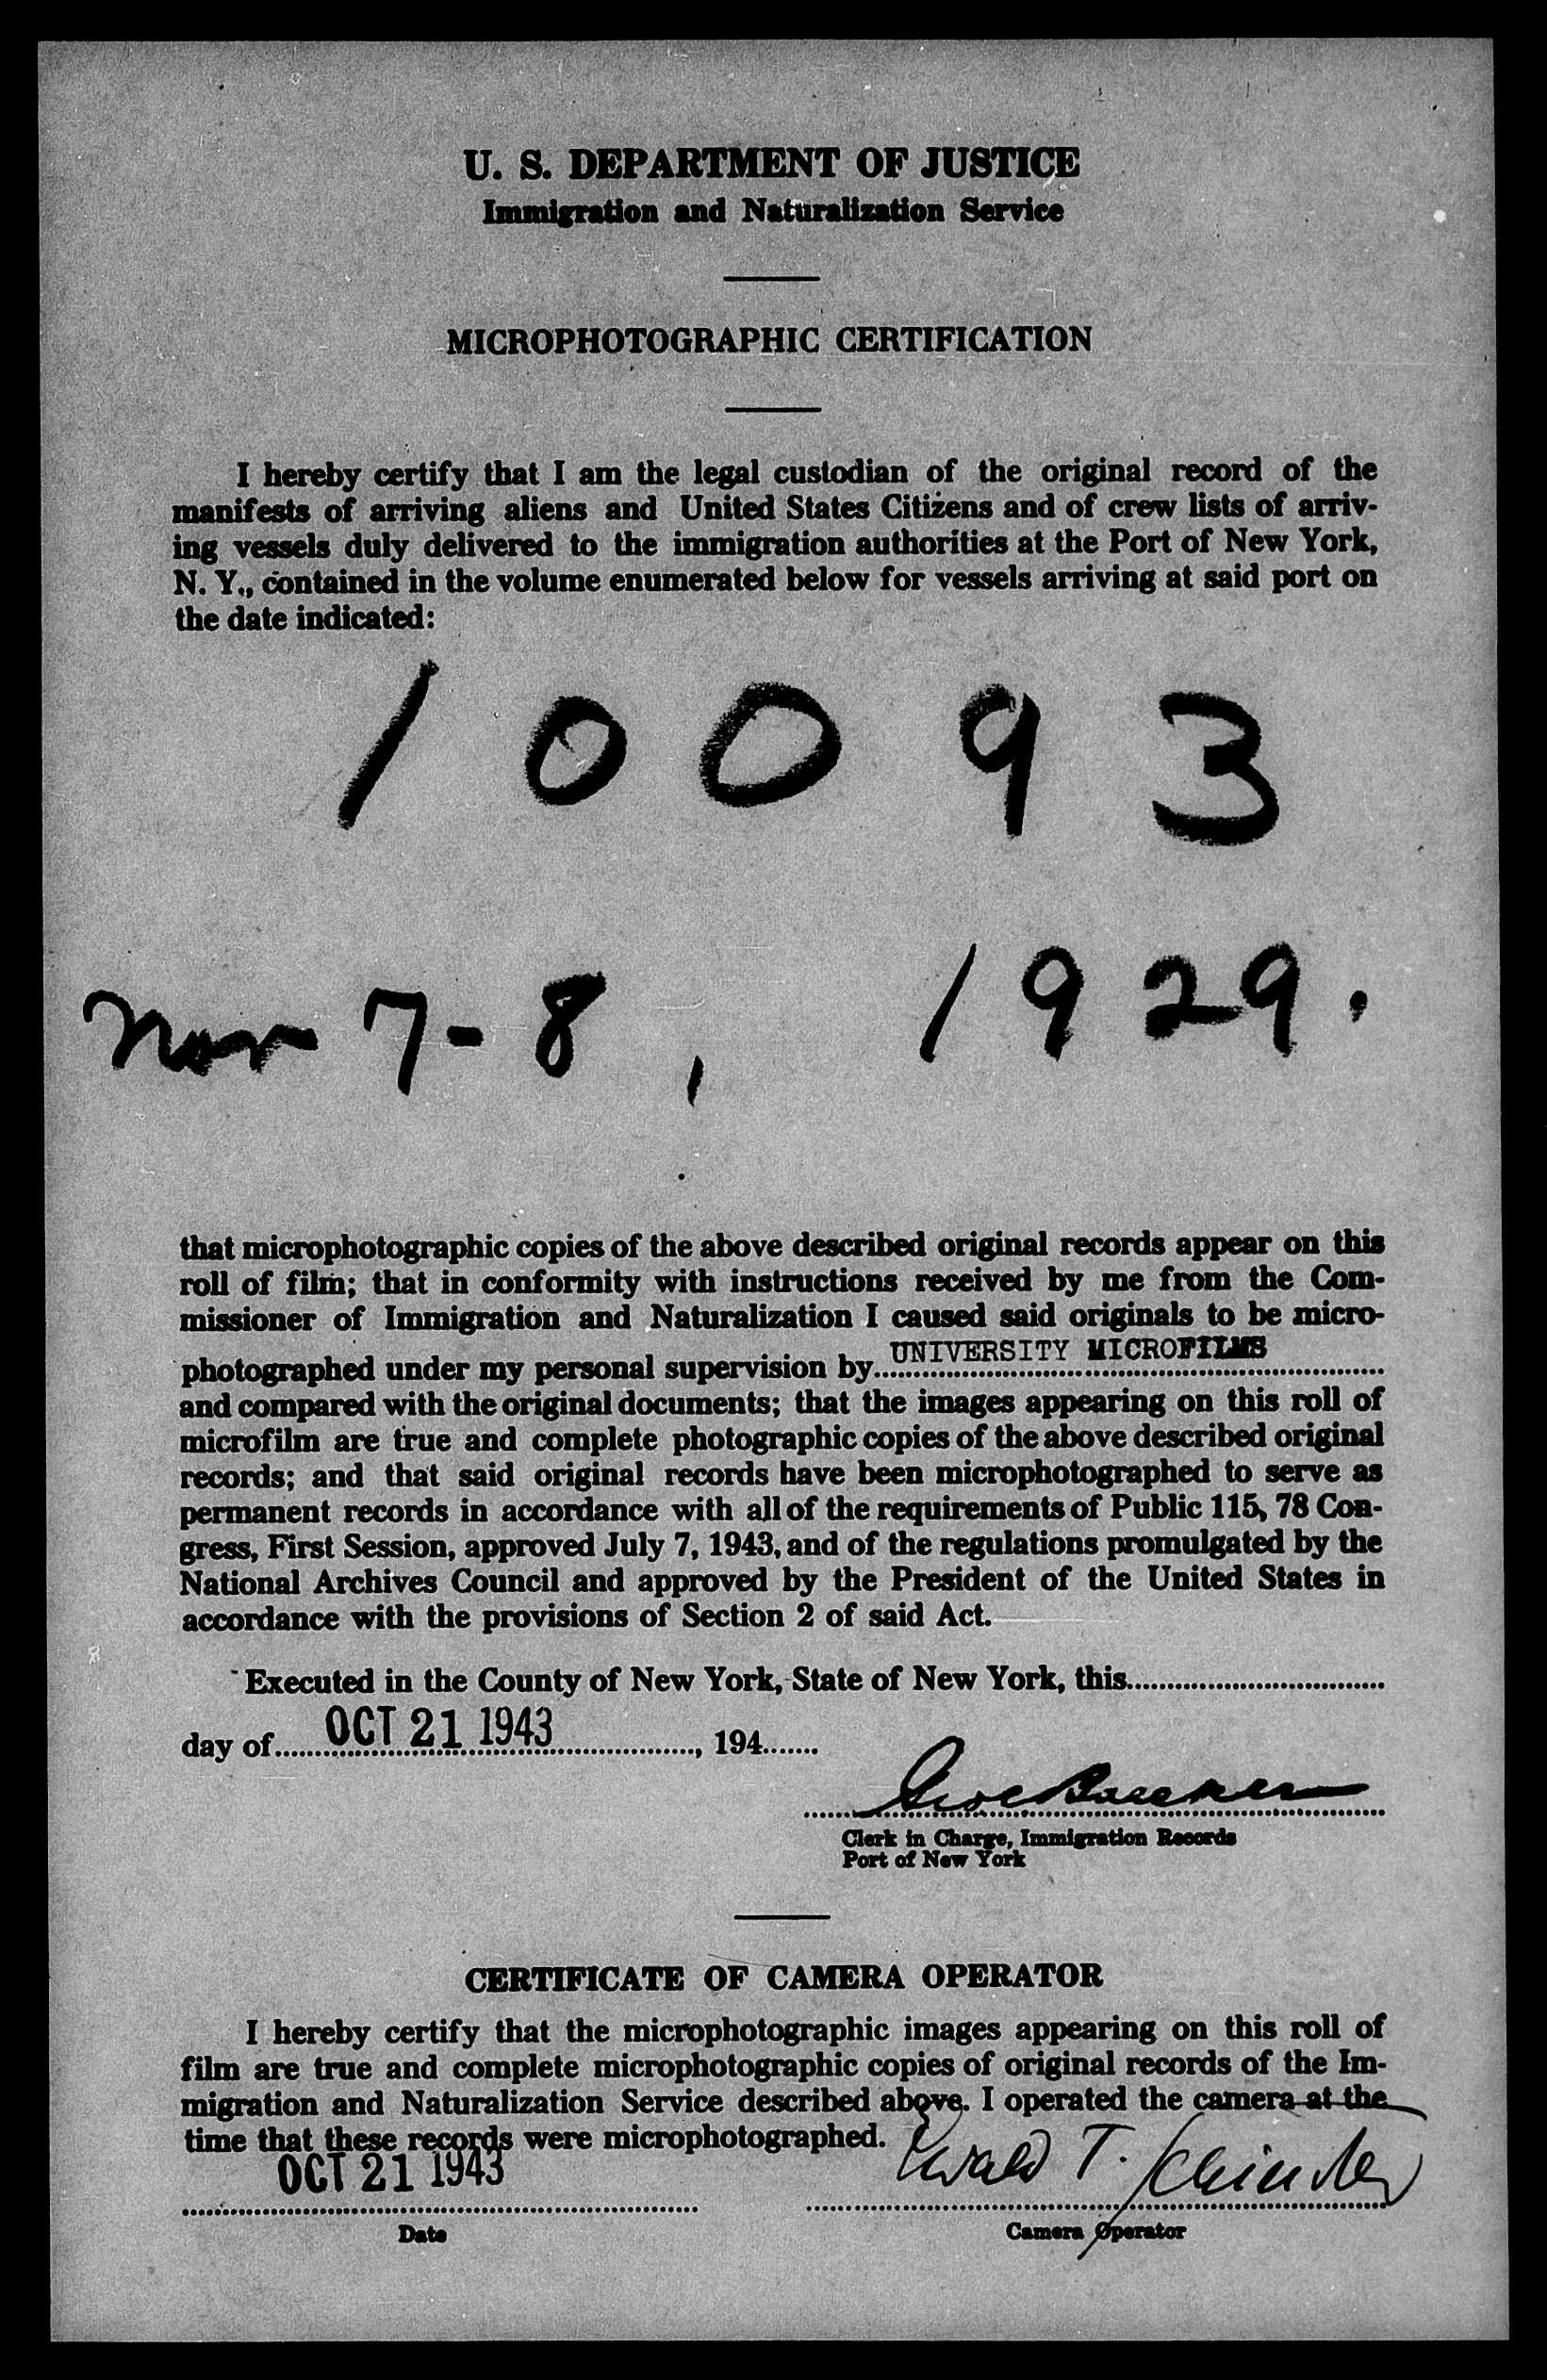 U. S. DEPARTMENT OF JUSTICE
Immigration and Naturalization Service
MICROPHOTOGRAPHIC CERTIFICATION
I hereby certify that I am the legal custodian of the original record of the
manifests of arriving aliens and United States Citizens and of crew lists of arriv-
ing vessels duly delivered to the immigration authorities at the Port of New York,
N. Y., contained in the volume enumerated below for vessels arriving at said port on
the date indicated:
10093
Nov 7-8, 1929.
that microphotographic copies of the above described original records appear on this
roll of film; that in conformity with instructions received by me from the Com-
missioner of Immigration and Naturalization I caused said originals to be micro-
photographed under my personal supervision by UNIVERSITY MICROFILMS
and compared with the original documents; that the images appearing on this roll of
microfilm are true and complete photographic copies of the above described original
records; and that said original records have been microphotographed to serve as
permanent records in accordance with all of the requirements of Public 115, 78 Con-
gress, First Session, approved July 7, 1943, and of the regulations promulgated by the
National Archives Council and approved by the President of the United States in
accordance with the provisions of Section 2 of said Act.
Executed in the County of New York, State of New York, this
day of OCT 21 1943, 194
Clerk in Charge, Immigration Records
Port of New York
CERTIFICATE OF CAMERA OPERATOR
I hereby certify that the microphotographic images appearing on this roll of
film are true and complete microphotographic copies of original records of the Im-
migration and Naturalization Service described above. I operated the camera at the
time that these records were microphotographed.
OCT 21 1943 T.
Date Camera Operator